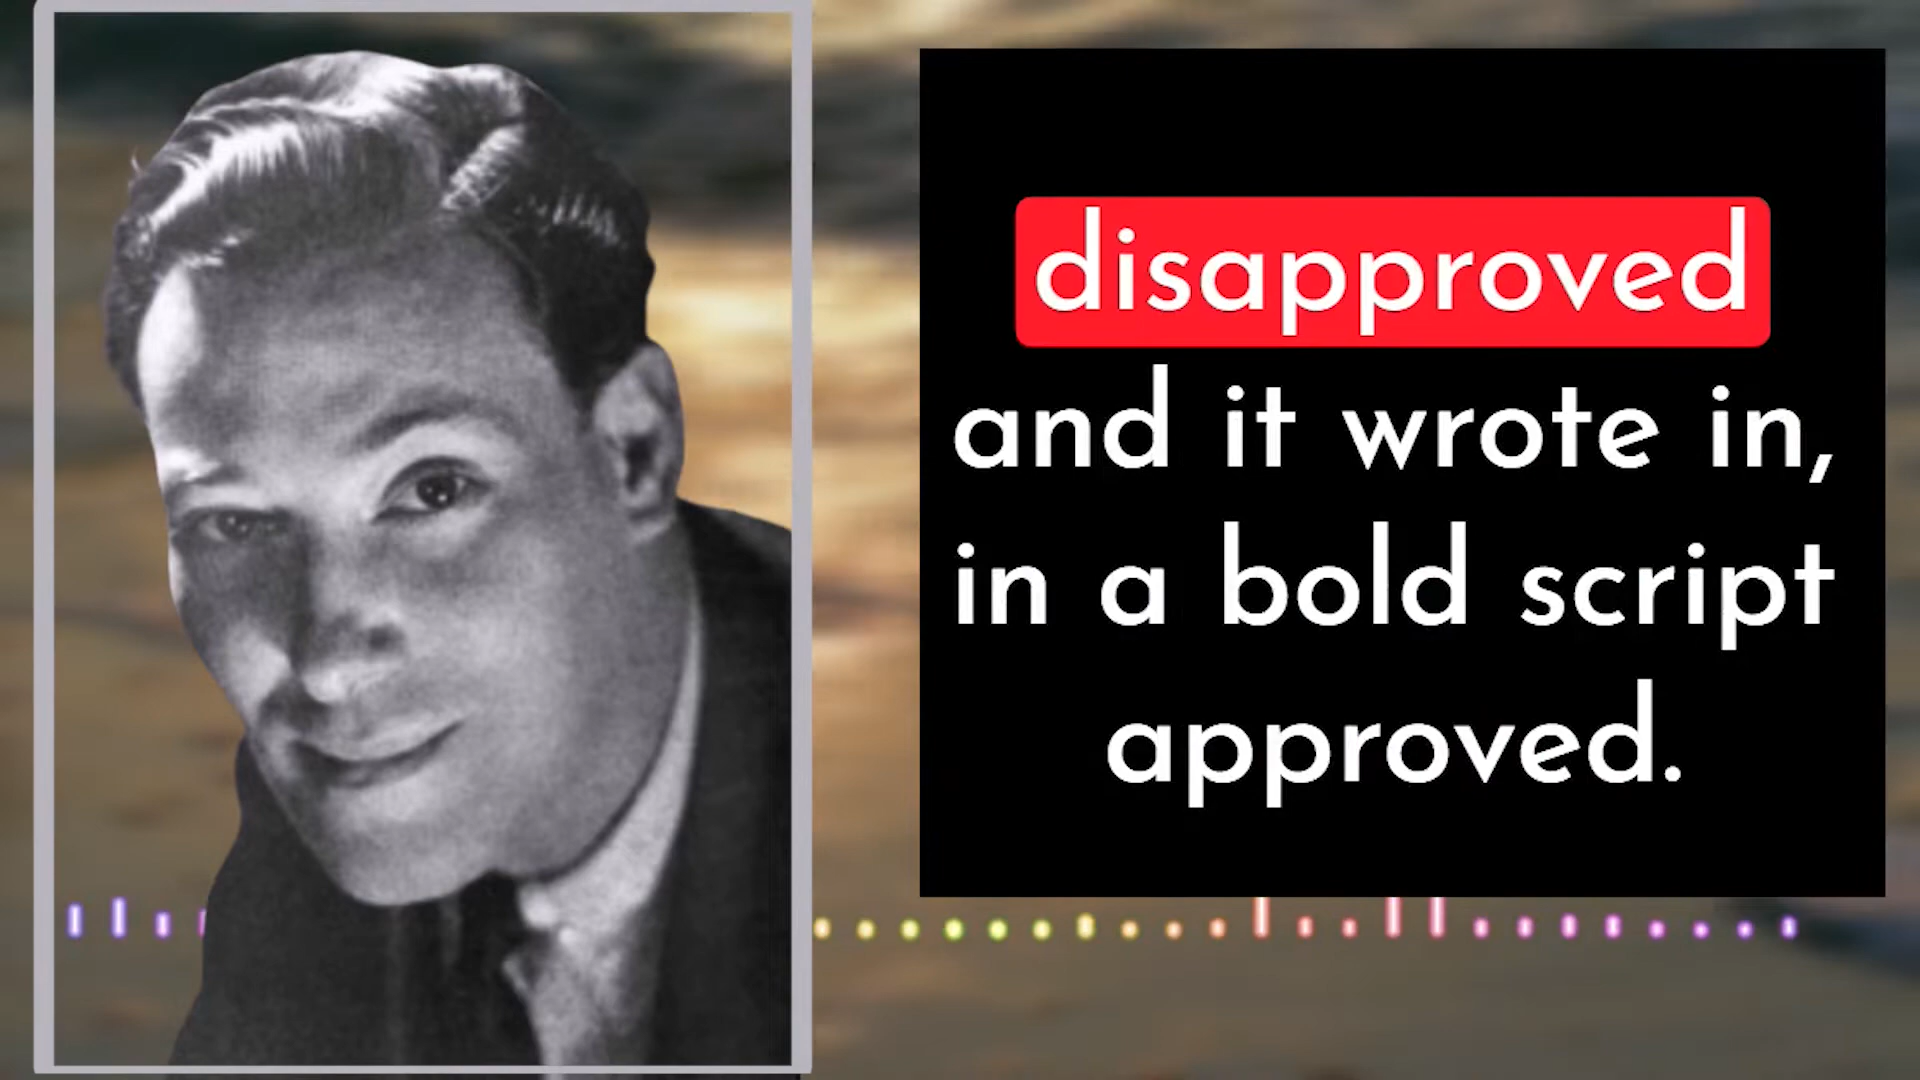 disapproved
and it wrote in,
in a bold script
approved.